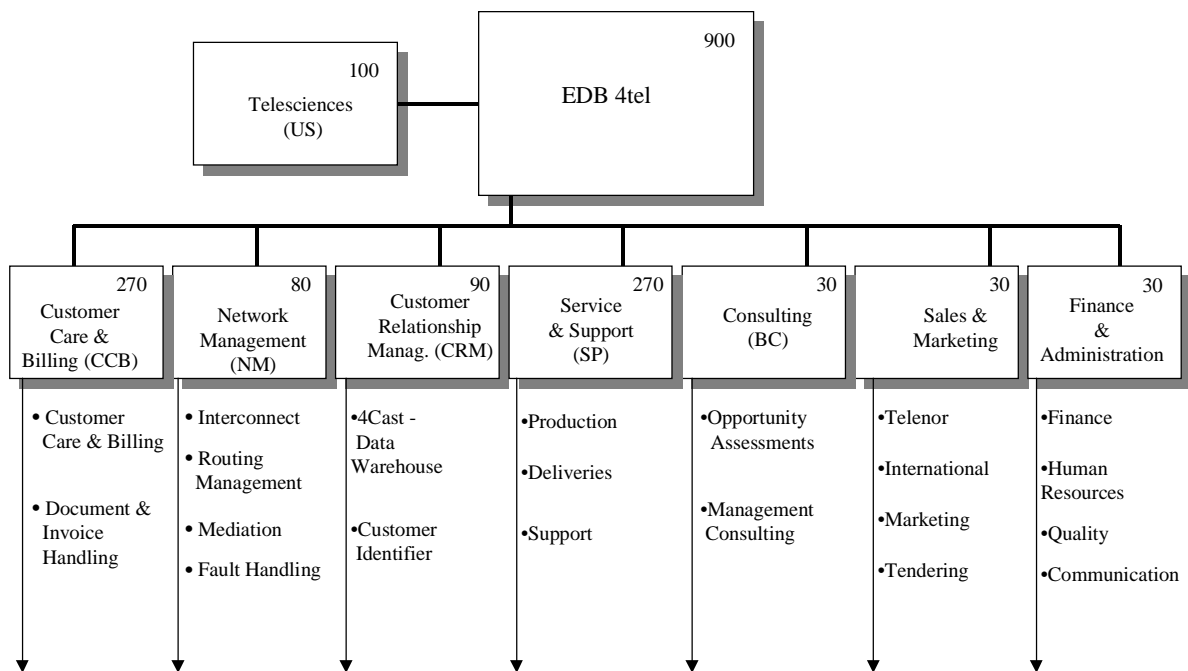 900
EDB 4tel
100
Telesciences
(US)
270
Customer
Care &
Billing (CCB)
80
Network
Management
(NM)
90
Customer
Relationship
Manag. (CRM)
270
Service
& Support
(SP)
30
Consulting
(BC)
30
Sales &
Marketing
30
Finance
&
Administration
• Customer
Care & Billing
• Document &
Invoice
Handling
• Interconnect
• Routing
Management
• Mediation
• Fault Handling
•4Cast -
Data
Warehouse
•Customer
Identifier
•Production
•Deliveries
•Support
•Opportunity
Assessments
•Management
Consulting
•Telenor
•International
•Marketing
•Tendering
•Finance
•Human
Resources
•Quality
•Communication